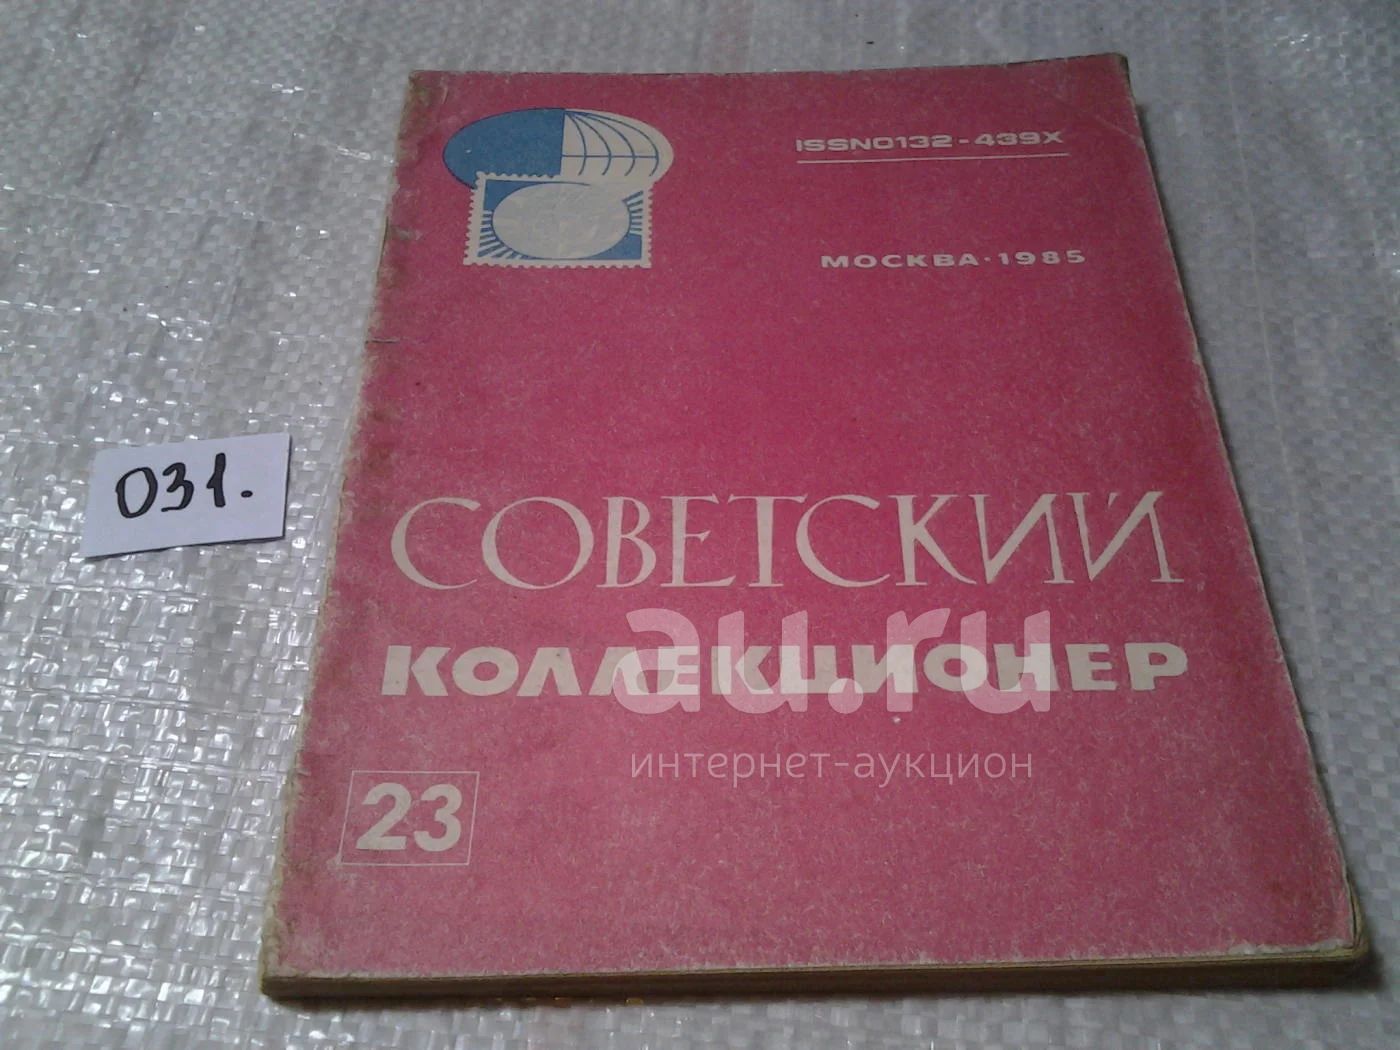 ISSN0132-439X
МОСКВА·1985
031.
СОВЕТСКИЙ
КОЛЛЕКЦИОНЕР
au.ru
интернет-аукцион
23